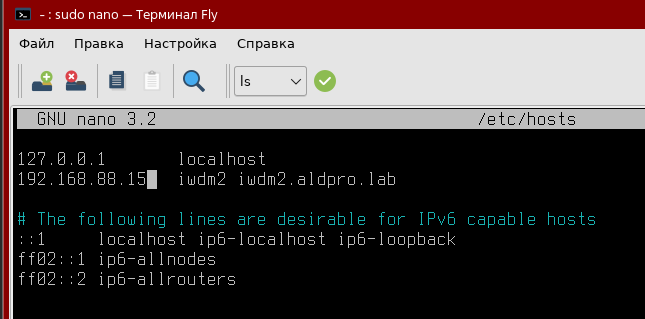 - : sudo nano — Терминал Fly
Файл Правка Настройка Справка
ls
GNU nano 3.2 /etc/hosts
127.0.0.1 localhost
192.168.88.15 iwdm2 iwdm2.aldpro.lab
# The following lines are desirable for IPv6 capable hosts
::1 localhost ip6-localhost ip6-loopback
ff02::1 ip6-allnodes
ff02::2 ip6-allrouters